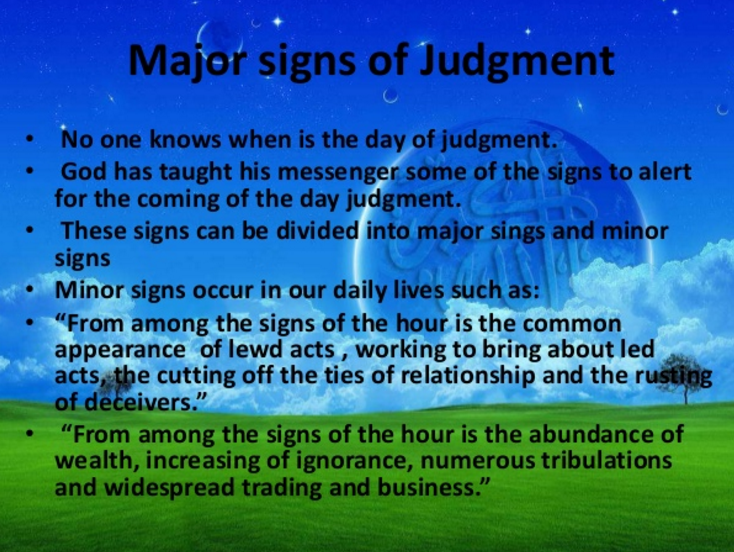 Major signs of Judgment
• No one knows when is the day of judgment.
• God has taught his messenger some of the signs to alert
for the coming of the day judgment.
• These signs can be divided into major sings and minor
signs
• Minor signs occur in our daily lives such as:
• “From among the signs of the hour is the common
appearance of lewd acts , working to bring about led
acts, the cutting off the ties of relationship and the rusting
of deceivers.”
• “From among the signs of the hour is the abundance of
wealth, increasing of ignorance, numerous tribulations
and widespread trading and business.”